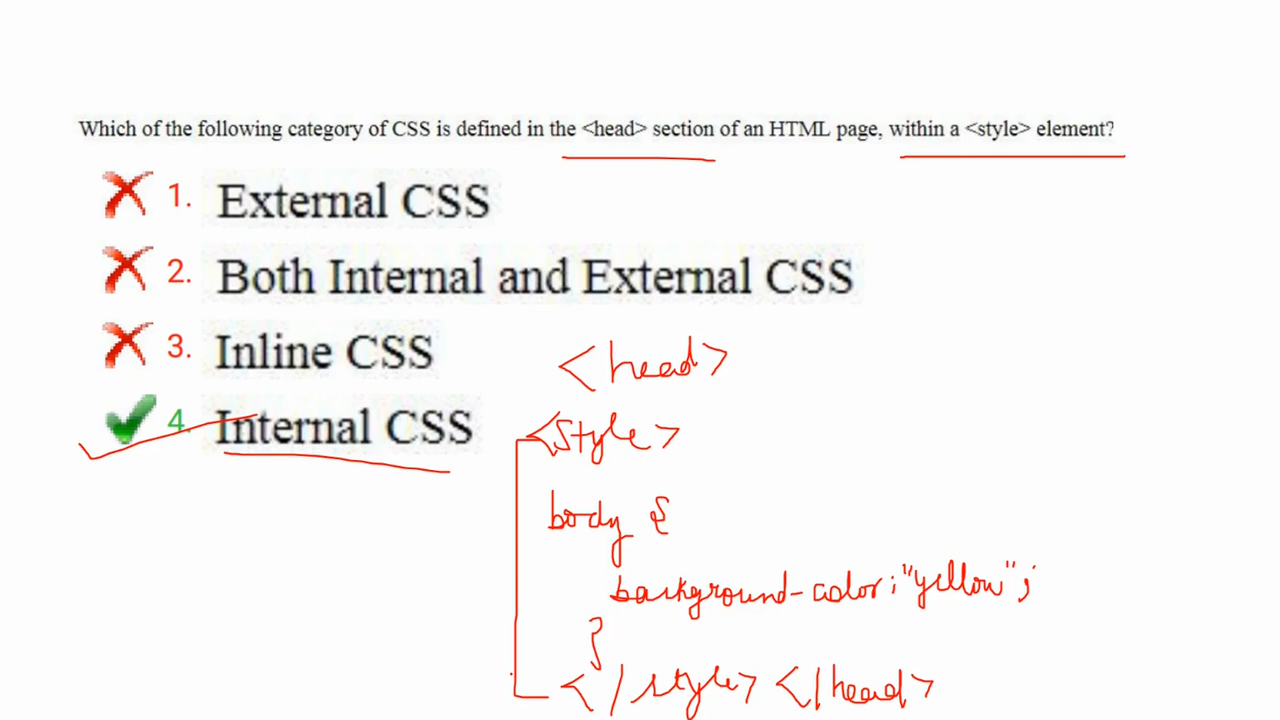 Which of the following category of CSS is defined in the <head> section of an HTML page, within a <style> element?
1. External CSS
2. Both Internal and External CSS
3. Inline CSS
4. Internal CSS
<head>
<style>
body {
background-color: "yellow";
}
</style> </head>